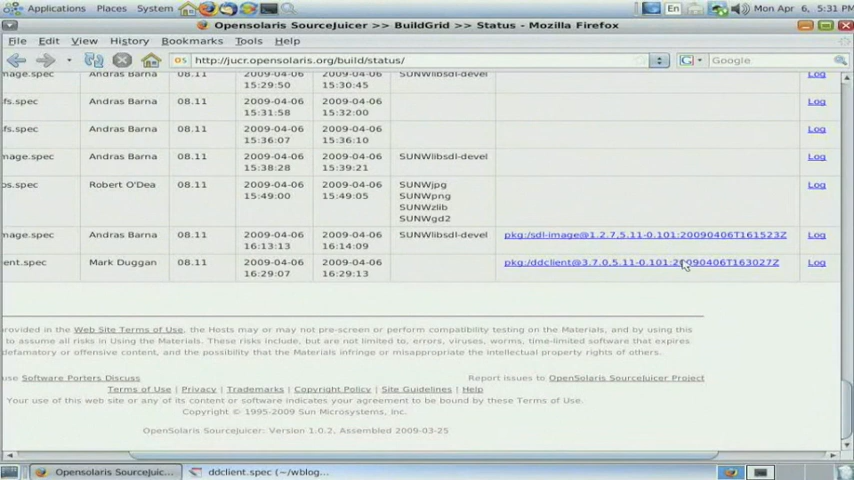 Applications Places System En Mon Apr 6, 5:31 PM
Opensolaris SourceJuicer >> BuildGrid >> Status - Mozilla Firefox
File Edit View History Bookmarks Tools Help
http://jucr.opensolaris.org/build/status/ Google
mage.spec Andras Barna 08.11 2009-04-06 2009-04-06 SUNWlibsdl-devel Log
15:29:50 15:30:45
fs.spec Andras Barna 08.11 2009-04-06 2009-04-06 Log
15:31:58 15:32:00
fs.spec Andras Barna 08.11 2009-04-06 2009-04-06 Log
15:36:07 15:36:10
mage.spec Andras Barna 08.11 2009-04-06 2009-04-06 SUNWlibsdl-devel Log
15:38:28 15:39:21
os.spec Robert O'Dea 08.11 2009-04-06 2009-04-06 SUNWjpg Log
15:49:00 15:49:05 SUNWpng
SUNWzlib
SUNWgd2
mage.spec Andras Barna 08.11 2009-04-06 2009-04-06 SUNWlibsdl-devel pkg:/sdl-image@1.2.7,5.11-0.101:20090406T161523Z Log
16:13:13 16:14:09
ent.spec Mark Duggan 08.11 2009-04-06 2009-04-06 pkg:/ddclient@3.7.0,5.11-0.101:20090406T163027Z Log
16:29:07 16:29:13
rovided in the Web Site Terms of Use, the Hosts may or may not pre-screen or perform compatibility testing on the Materials, and by using this
to assume all risks in Using the Materials. These risks include, but are not limited to, errors, viruses, worms, time-limited software that expires
defamatory or offensive content, and the possibility that the Materials infringe or misappropriate the intellectual property rights of others.
use Software Porters Discuss Report issues to OpenSolaris SourceJuicer Project
Terms of Use | Privacy | Trademarks | Copyright Policy | Site Guidelines | Help
Your use of this web site or any of its content or software indicates your agreement to be bound by these Terms of Use.
Copyright © 1995-2009 Sun Microsystems, Inc.
OpenSolaris SourceJuicer: Version 1.0.2, Assembled 2009-03-25
Opensolaris SourceJuic... ddclient.spec (~/wblog...